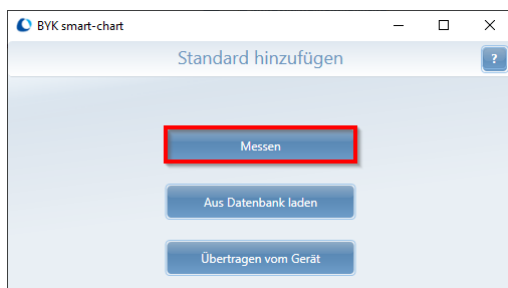 BYK smart-chart
Standard hinzufügen
?
Messen
Aus Datenbank laden
Übertragen vom Gerät